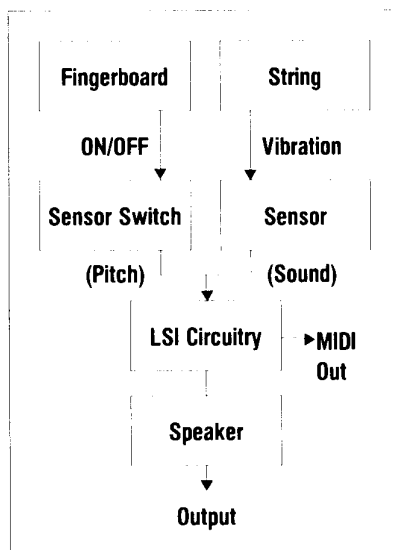 Fingerboard String
ON/OFF Vibration
Sensor Switch Sensor
(Pitch) (Sound)
LSI Circuitry MIDI
Out
Speaker
Output